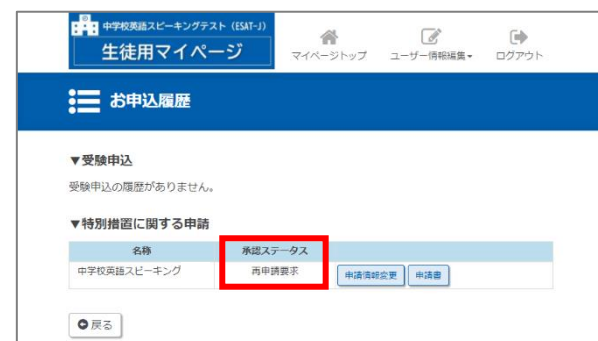 中学校英語スピーキングテスト (ESAT-J)
生徒用マイページ
マイページトップ ユーザー情報編集▾ ログアウト
お申込履歴
▼受験申込
受験申込の履歴がありません。
▼特別措置に関する申請
名称 承認ステータス
中学校英語スピーキング 再申請要求 申請情報変更 申請書
戻る